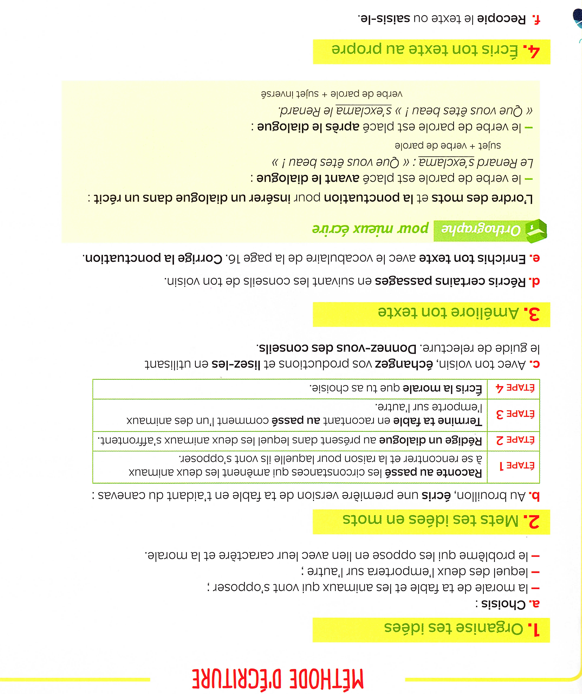 MÉTHODE D'ÉCRITURE
1. Organise tes idées
a. Choisis :
– la morale de ta fable et les animaux qui vont s'opposer ;
– lequel des deux l'emportera sur l'autre ;
– le problème qui les oppose en lien avec leur caractère et la morale.
2. Mets tes idées en mots
b. Au brouillon, écris une première version de ta fable en t'aidant du canevas :
ÉTAPE 1 Raconte au passé les circonstances qui amènent les deux animaux
à se rencontrer et la raison pour laquelle ils vont s'opposer.
ÉTAPE 2 Rédige un dialogue au présent dans lequel les deux animaux s'affrontent.
ÉTAPE 3 Termine ta fable en racontant au passé comment l'un des animaux
l'emporte sur l'autre.
ÉTAPE 4 Écris la morale que tu as choisie.
c. Avec ton voisin, échangez vos productions et lisez-les en utilisant
le guide de relecture. Donnez-vous des conseils.
3. Améliore ton texte
d. Récris certains passages en suivant les conseils de ton voisin.
e. Enrichis ton texte avec le vocabulaire de la page 16. Corrige la ponctuation.
Orthographe pour mieux écrire
L'ordre des mots et la ponctuation pour insérer un dialogue dans un récit :
– le verbe de parole est placé avant le dialogue :
Le Renard s'exclama : « Que vous êtes beau ! »
sujet + verbe de parole
– le verbe de parole est placé après le dialogue :
« Que vous êtes beau ! » s'exclama le Renard.
verbe de parole + sujet inversé
4. Écris ton texte au propre
f. Recopie le texte ou saisis-le.